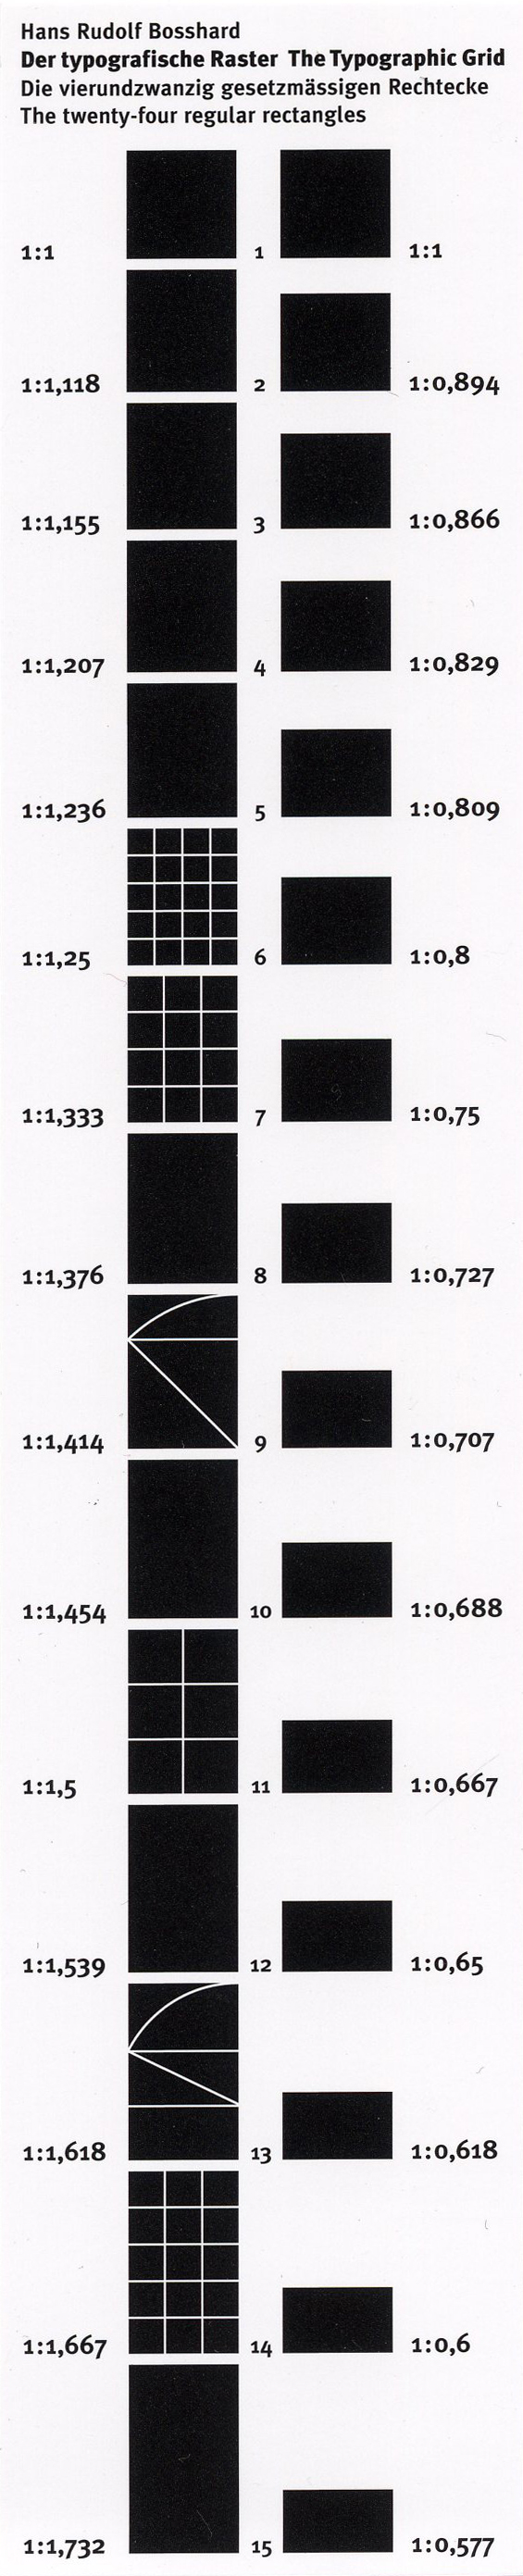 Hans Rudolf Bosshard
Der typografische Raster The Typographic Grid
Die vierundzwanzig gesetzmässigen Rechtecke
The twenty-four regular rectangles
1:1 1 1:1
1:1,118 2 1:0,894
1:1,155 3 1:0,866
1:1,207 4 1:0,829
1:1,236 5 1:0,809
1:1,25 6 1:0,8
1:1,333 7 1:0,75
1:1,376 8 1:0,727
1:1,414 9 1:0,707
1:1,454 10 1:0,688
1:1,5 11 1:0,667
1:1,539 12 1:0,65
1:1,618 13 1:0,618
1:1,667 14 1:0,6
1:1,732 15 1:0,577